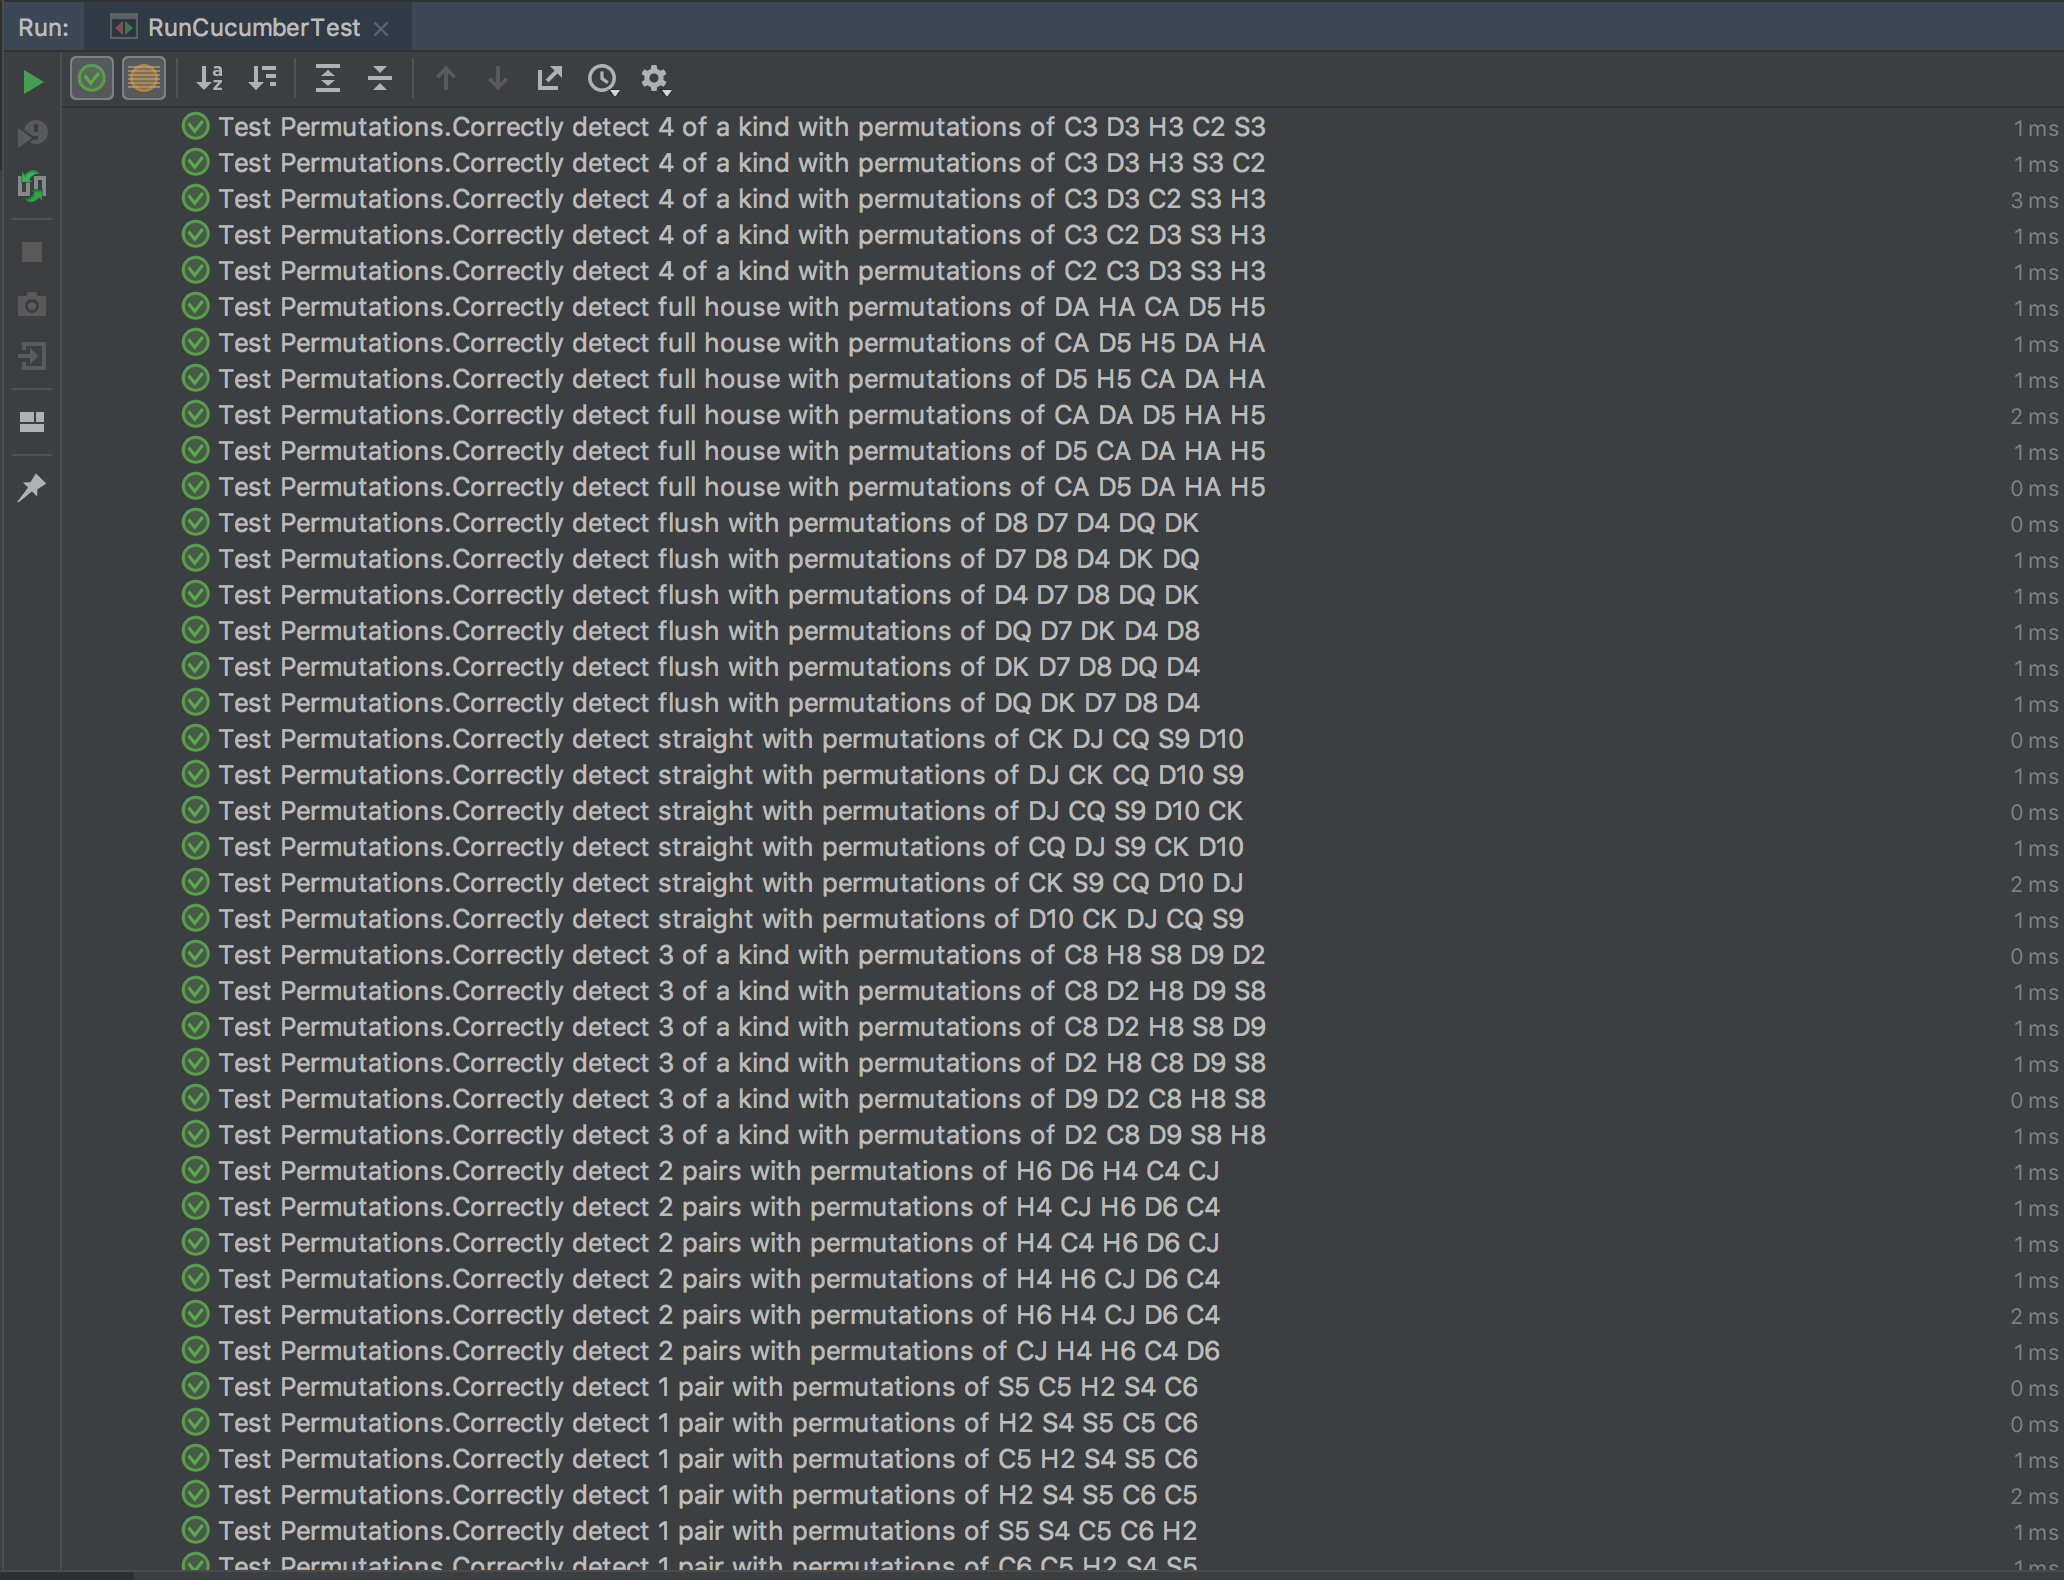 Run: RunCucumberTest
Test Permutations.Correctly detect 4 of a kind with permutations of C3 D3 H3 C2 S3 1 ms
Test Permutations.Correctly detect 4 of a kind with permutations of C3 D3 H3 S3 C2 1 ms
Test Permutations.Correctly detect 4 of a kind with permutations of C3 D3 C2 S3 H3 3 ms
Test Permutations.Correctly detect 4 of a kind with permutations of C3 C2 D3 S3 H3 1 ms
Test Permutations.Correctly detect 4 of a kind with permutations of C2 C3 D3 S3 H3 1 ms
Test Permutations.Correctly detect full house with permutations of DA HA CA D5 H5 1 ms
Test Permutations.Correctly detect full house with permutations of CA D5 H5 DA HA 1 ms
Test Permutations.Correctly detect full house with permutations of D5 H5 CA DA HA 1 ms
Test Permutations.Correctly detect full house with permutations of CA DA D5 HA H5 2 ms
Test Permutations.Correctly detect full house with permutations of D5 CA DA HA H5 1 ms
Test Permutations.Correctly detect full house with permutations of CA D5 DA HA H5 0 ms
Test Permutations.Correctly detect flush with permutations of D8 D7 D4 DQ DK 0 ms
Test Permutations.Correctly detect flush with permutations of D7 D8 D4 DK DQ 1 ms
Test Permutations.Correctly detect flush with permutations of D4 D7 D8 DQ DK 1 ms
Test Permutations.Correctly detect flush with permutations of DQ D7 DK D4 D8 1 ms
Test Permutations.Correctly detect flush with permutations of DK D7 D8 DQ D4 1 ms
Test Permutations.Correctly detect flush with permutations of DQ DK D7 D8 D4 1 ms
Test Permutations.Correctly detect straight with permutations of CK DJ CQ S9 D10 0 ms
Test Permutations.Correctly detect straight with permutations of DJ CK CQ D10 S9 1 ms
Test Permutations.Correctly detect straight with permutations of DJ CQ S9 D10 CK 0 ms
Test Permutations.Correctly detect straight with permutations of CQ DJ S9 CK D10 1 ms
Test Permutations.Correctly detect straight with permutations of CK S9 CQ D10 DJ 2 ms
Test Permutations.Correctly detect straight with permutations of D10 CK DJ CQ S9 1 ms
Test Permutations.Correctly detect 3 of a kind with permutations of C8 H8 S8 D9 D2 0 ms
Test Permutations.Correctly detect 3 of a kind with permutations of C8 D2 H8 D9 S8 1 ms
Test Permutations.Correctly detect 3 of a kind with permutations of C8 D2 H8 S8 D9 1 ms
Test Permutations.Correctly detect 3 of a kind with permutations of D2 H8 C8 D9 S8 1 ms
Test Permutations.Correctly detect 3 of a kind with permutations of D9 D2 C8 H8 S8 0 ms
Test Permutations.Correctly detect 3 of a kind with permutations of D2 C8 D9 S8 H8 1 ms
Test Permutations.Correctly detect 2 pairs with permutations of H6 D6 H4 C4 CJ 1 ms
Test Permutations.Correctly detect 2 pairs with permutations of H4 CJ H6 D6 C4 1 ms
Test Permutations.Correctly detect 2 pairs with permutations of H4 C4 H6 D6 CJ 1 ms
Test Permutations.Correctly detect 2 pairs with permutations of H4 H6 CJ D6 C4 1 ms
Test Permutations.Correctly detect 2 pairs with permutations of H6 H4 CJ D6 C4 2 ms
Test Permutations.Correctly detect 2 pairs with permutations of CJ H4 H6 C4 D6 1 ms
Test Permutations.Correctly detect 1 pair with permutations of S5 C5 H2 S4 C6 0 ms
Test Permutations.Correctly detect 1 pair with permutations of H2 S4 S5 C5 C6 0 ms
Test Permutations.Correctly detect 1 pair with permutations of C5 H2 S4 S5 C6 1 ms
Test Permutations.Correctly detect 1 pair with permutations of H2 S4 S5 C6 C5 2 ms
Test Permutations.Correctly detect 1 pair with permutations of S5 S4 C5 C6 H2 1 ms
Test Permutations.Correctly detect 1 pair with permutations of C6 C5 H2 S4 S5 1 ms